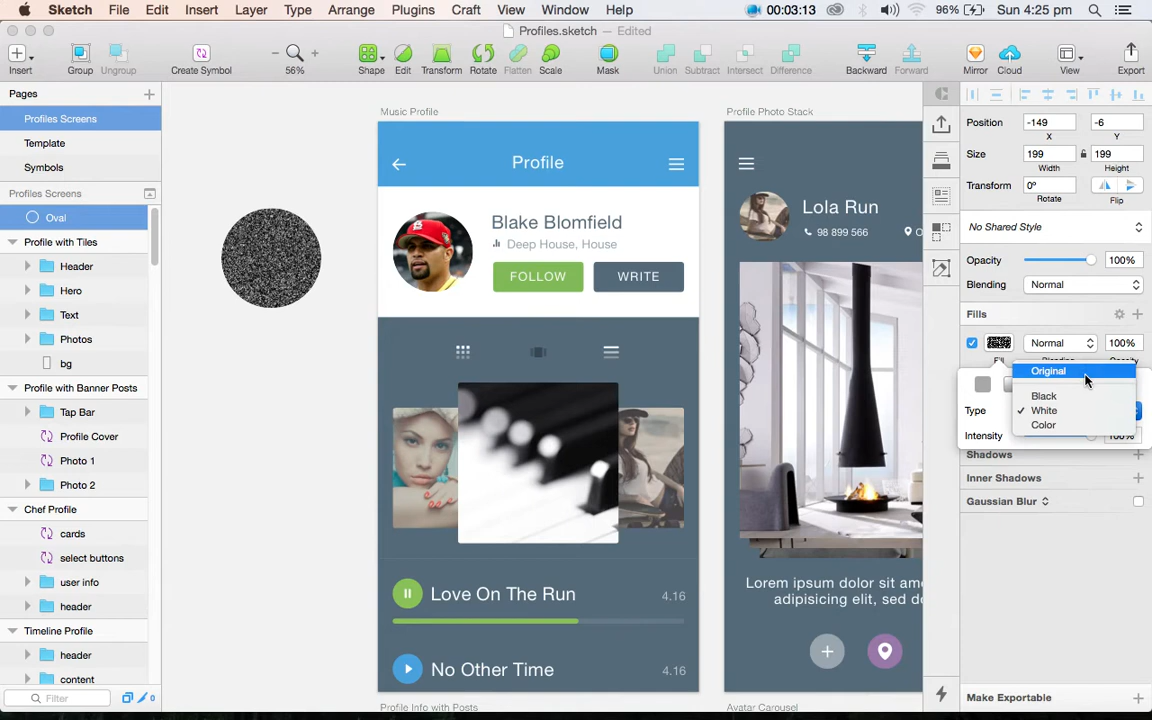 Sketch File Edit Insert Layer Type Arrange Plugins Craft View Window Help 00:03:13 96% Sun 4:25 pm
Profiles.sketch — Edited
Insert Group Ungroup Create Symbol 56% Shape Edit Transform Rotate Flatten Scale Mask Union Subtract Intersect Difference Backward Forward Mirror Cloud View Export
Pages
Profiles Screens
Template
Symbols
Profiles Screens
Oval
Profile with Tiles
Header
Hero
Text
Photos
bg
Profile with Banner Posts
Tap Bar
Profile Cover
Photo 1
Photo 2
Chef Profile
cards
select buttons
user info
header
Timeline Profile
header
content
Filter 0
Music Profile
Profile
Blake Blomfield
Deep House, House
FOLLOW WRITE
Love On The Run 4.16
No Other Time 4.16
Profile Info with Posts
Profile Photo Stack
Lola Run
98 899 566 O
Lorem ipsum dolor sit ame
adipisicing elit, sed do
Avatar Carousel
Position -149 -6
X Y
Size 199 199
Width Height
Transform 0º
Rotate Flip
No Shared Style
Opacity 100%
Blending Normal
Fills
Normal 100%
Original
Black
Type White
Color
Intensity 100%
Shadows
Inner Shadows
Gaussian Blur
Make Exportable